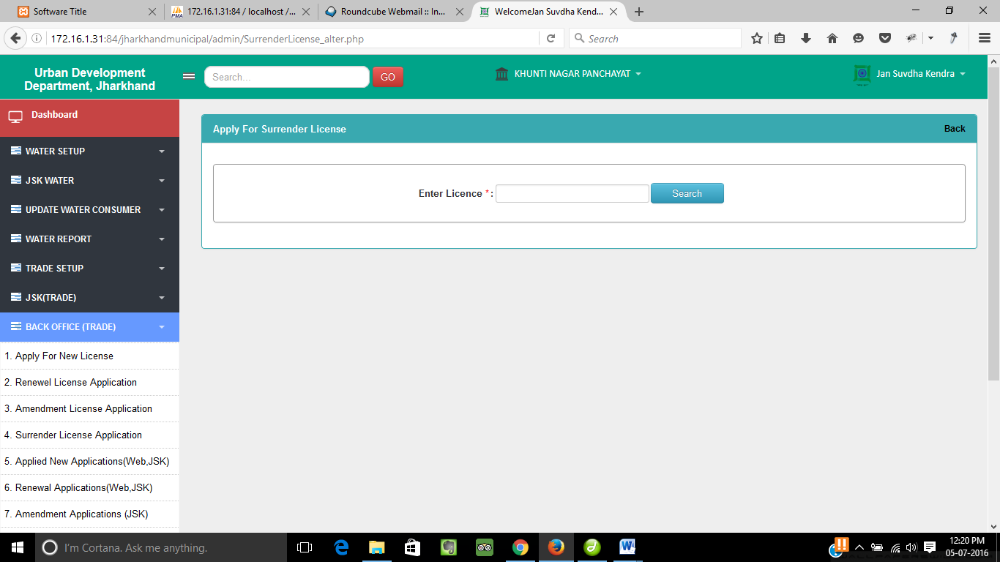 Software Title
172.16.1.31:84 / localhost /...
Roundcube Webmail :: In...
WelcomeJan Suvdha Kend...
172.16.1.31:84/jharkhandmunicipal/admin/SurrenderLicense_alter.php
Search
Urban Development
Department, Jharkhand
Search...
GO
KHUNTI NAGAR PANCHAYAT
Jan Suvdha Kendra
Dashboard
WATER SETUP
JSK WATER
UPDATE WATER CONSUMER
WATER REPORT
TRADE SETUP
JSK(TRADE)
BACK OFFICE (TRADE)
1. Apply For New License
2. Renewel License Application
3. Amendment License Application
4. Surrender License Application
5. Applied New Applications(Web,JSK)
6. Renewal Applications(Web,JSK)
7. Amendment Applications (JSK)
Apply For Surrender License
Back
Enter Licence *:
Search
I'm Cortana. Ask me anything.
12:20 PM
05-07-2016